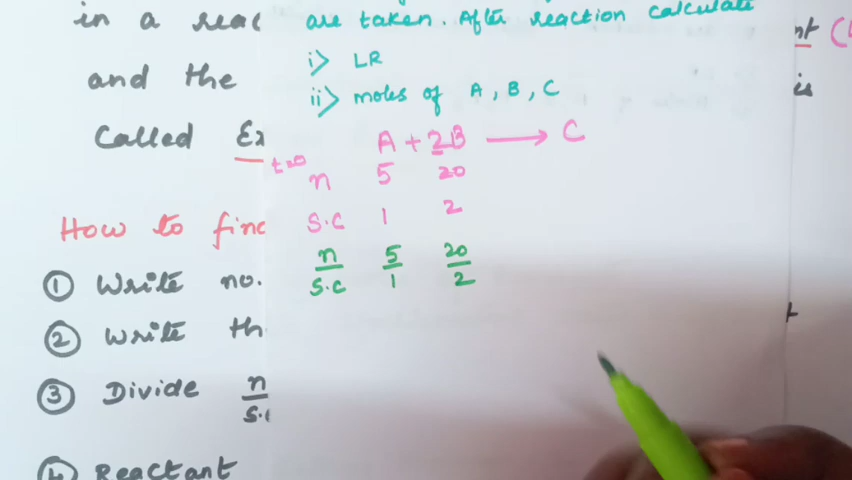 in a reac
and the
Called Ex
How to find
① Write no.
② Write th
③ Divide n/s.c
④ Reactant
are taken. After reaction calculate
i) LR
ii) moles of A, B, C
A + 2B ⟶ C
t=0
n 5 20
S.C 1 2
n/S.C 5/1 20/2
nt (
is